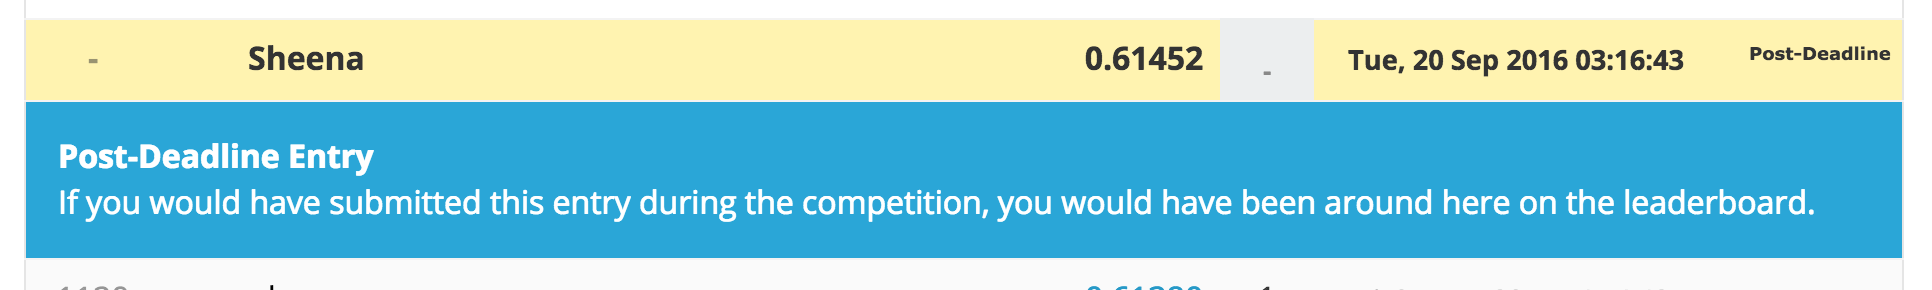 - Sheena 0.61452 - Tue, 20 Sep 2016 03:16:43 Post-Deadline
Post-Deadline Entry
If you would have submitted this entry during the competition, you would have been around here on the leaderboard.